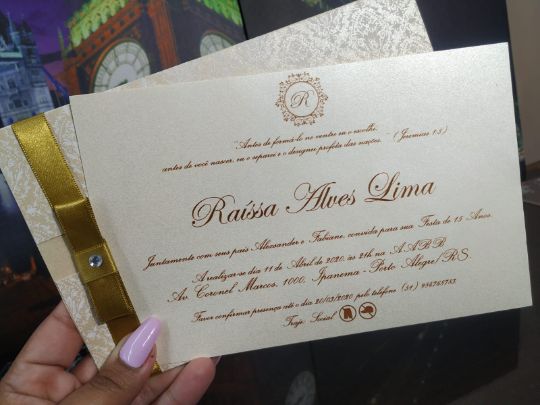 R
"Antes de formá-lo no ventre eu o escolhi,
antes de você nascer, eu o separei e o designei profeta das nações." (Jeremias 1:5)
Raíssa Alves Lima
Juntamente com seus pais Alexsander e Fabiane, convida para sua Festa de 15 Anos.
A realizar-se dia 11 de Abril de 2020, às 21h na A.A.B.B
Av. Coronel Marcos, 1000, Ipanema - Porto Alegre/RS.
Favor confirmar presença até o dia 20/03/2020 pelo telefone (51)
Traje: Social